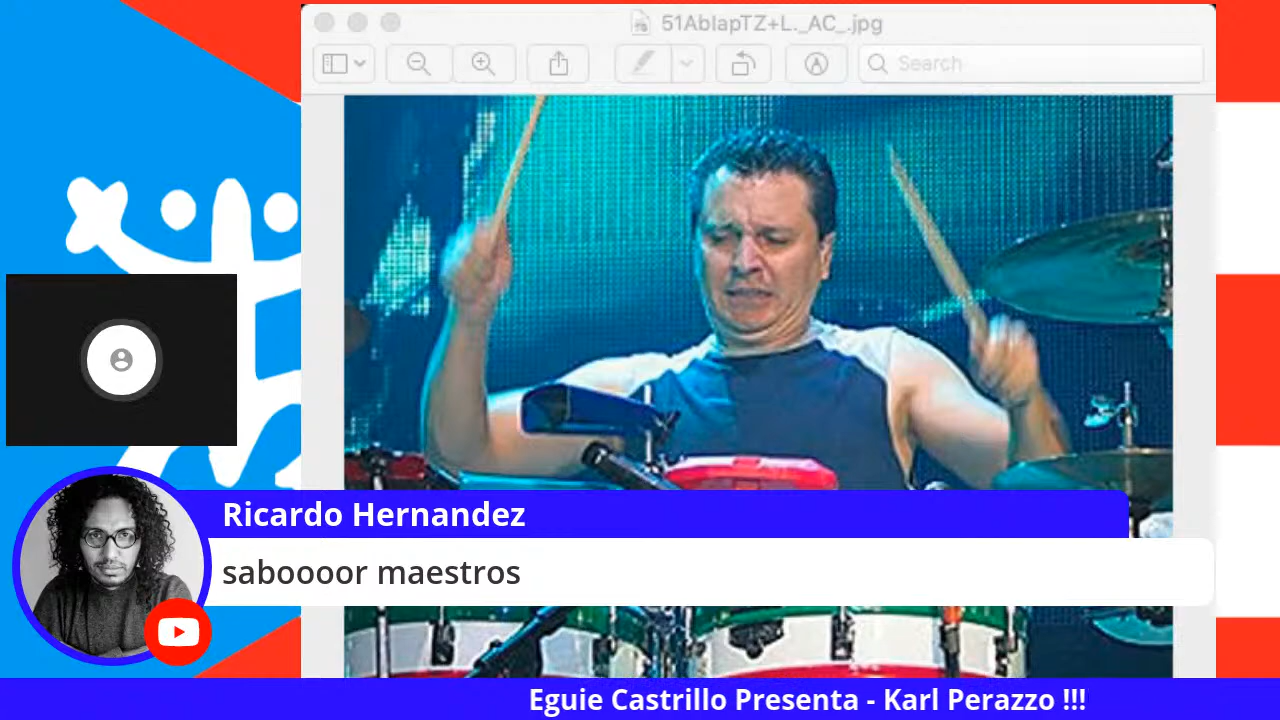 51AblapTZ+L._AC_.jpg
Search
Ricardo Hernandez
saboooor maestros
Eguie Castrillo Presenta - Karl Perazzo !!!